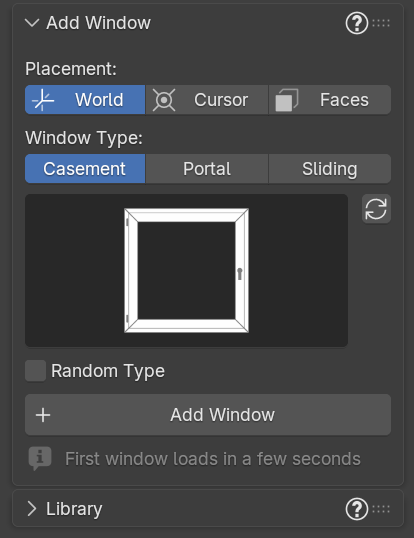 Add Window
Placement:
World Cursor Faces
Window Type:
Casement Portal Sliding
Random Type
+ Add Window
First window loads in a few seconds
Library